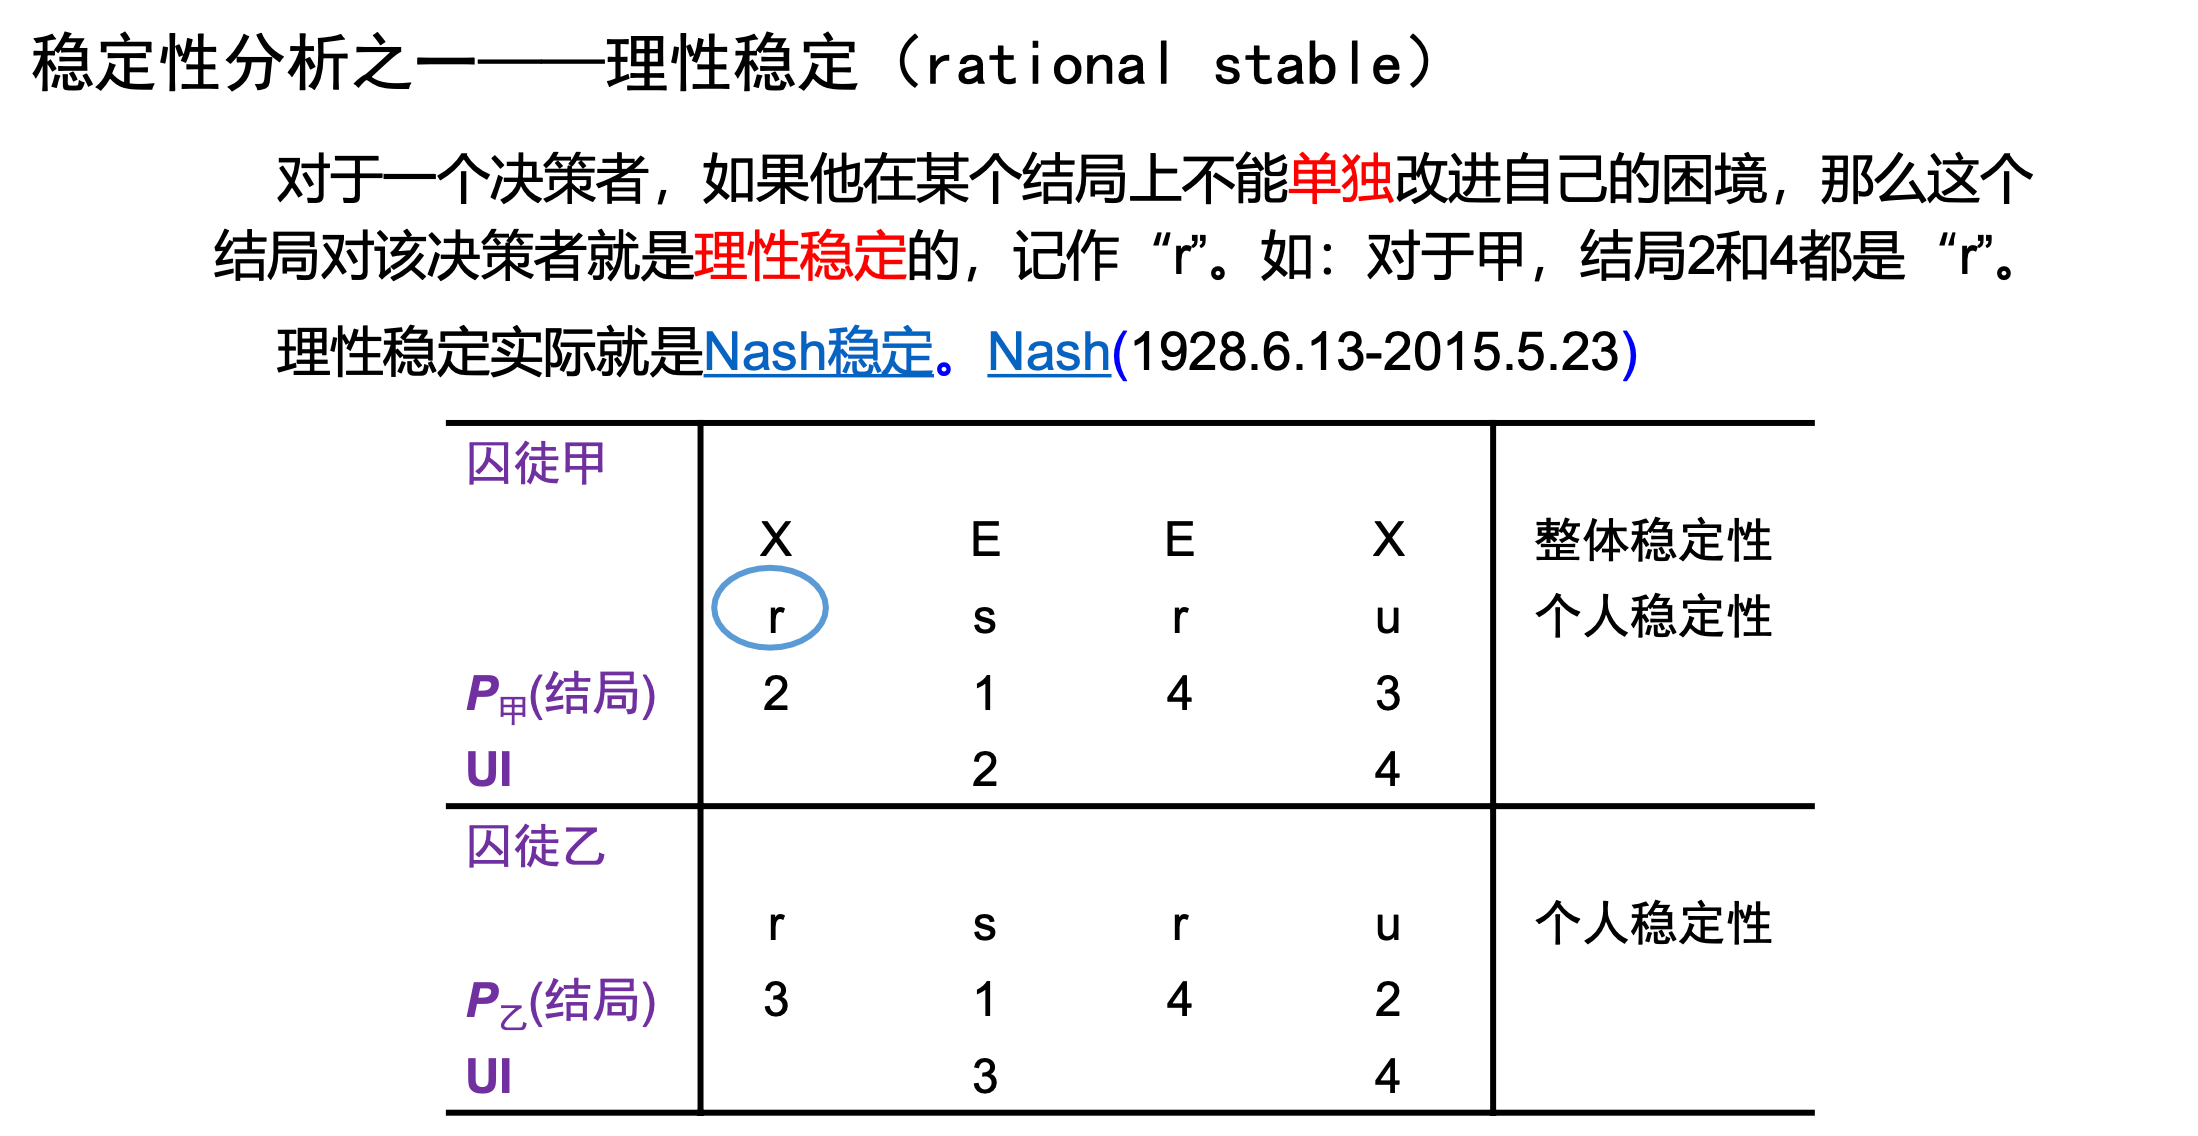 稳定性分析之一——理性稳定（rational stable）
对于一个决策者，如果他在某个结局上不能单独改进自己的困境，那么这个
结局对该决策者就是理性稳定的，记作“r”。如：对于甲，结局2和4都是“r”。
理性稳定实际就是Nash稳定。Nash(1928.6.13-2015.5.23)
囚徒甲
X E E X 整体稳定性
r s r u 个人稳定性
P甲(结局) 2 1 4 3
UI 2 4
囚徒乙
r s r u 个人稳定性
P乙(结局) 3 1 4 2
UI 3 4